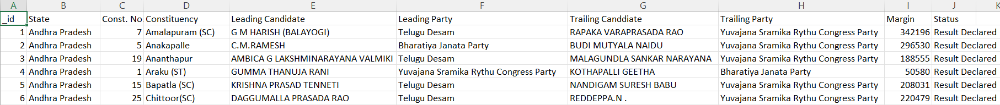 A B C D E F G H I J K
_id State Const. No. Constituency Leading Candidate Leading Party Trailing Canddiate Trailing Party Margin Status
1 Andhra Pradesh 7 Amalapuram (SC) G M HARISH (BALAYOGI) Telugu Desam RAPAKA VARAPRASADA RAO Yuvajana Sramika Rythu Congress Party 342196 Result Declared
2 Andhra Pradesh 5 Anakapalle C.M.RAMESH Bharatiya Janata Party BUDI MUTYALA NAIDU Yuvajana Sramika Rythu Congress Party 296530 Result Declared
3 Andhra Pradesh 19 Ananthapur AMBICA G LAKSHMINARAYANA VALMIKI Telugu Desam MALAGUNDLA SANKAR NARAYANA Yuvajana Sramika Rythu Congress Party 188555 Result Declared
4 Andhra Pradesh 1 Araku (ST) GUMMA THANUJA RANI Yuvajana Sramika Rythu Congress Party KOTHAPALLI GEETHA Bharatiya Janata Party 50580 Result Declared
5 Andhra Pradesh 15 Bapatla (SC) KRISHNA PRASAD TENNETI Telugu Desam NANDIGAM SURESH BABU Yuvajana Sramika Rythu Congress Party 208031 Result Declared
6 Andhra Pradesh 25 Chittoor(SC) DAGGUMALLA PRASADA RAO Telugu Desam REDDEPPA.N . Yuvajana Sramika Rythu Congress Party 220479 Result Declared